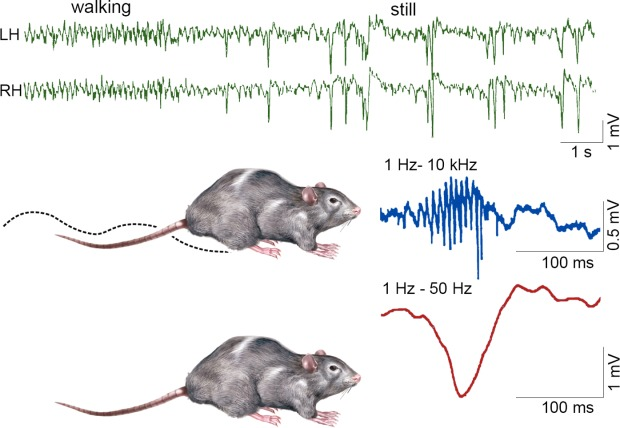 walking still
LH
RH
1 s
1 mV
1 Hz- 10 kHz
0.5 mV
100 ms
1 Hz - 50 Hz
1 mV
100 ms